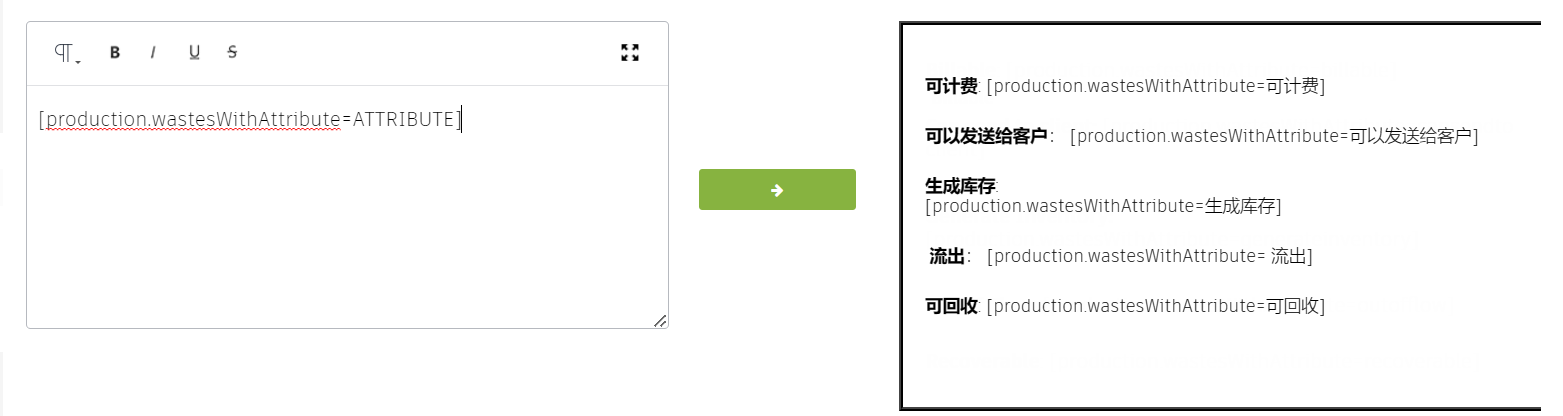 B I U S
[production.wastesWithAttribute=ATTRIBUTE]
可计费: [production.wastesWithAttribute=可计费]
可以发送给客户： [production.wastesWithAttribute=可以发送给客户]
生成库存:
[production.wastesWithAttribute=生成库存]
流出： [production.wastesWithAttribute= 流出]
可回收: [production.wastesWithAttribute=可回收]